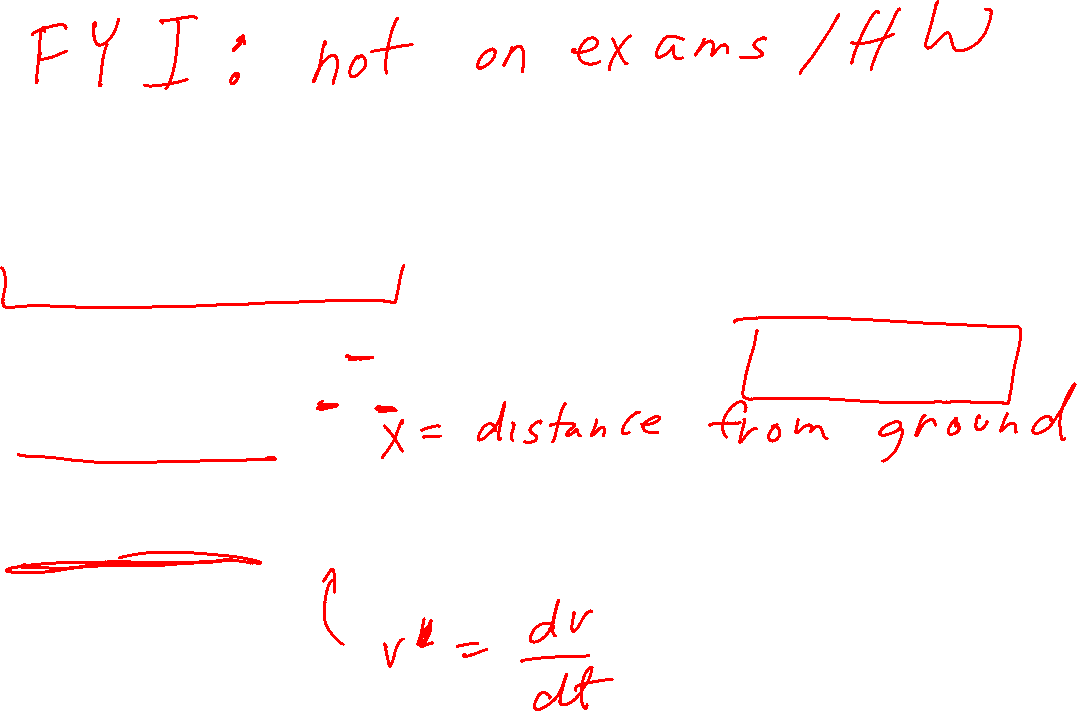 FYI: not on exams / HW
x = distance from ground
v' = dv/dt